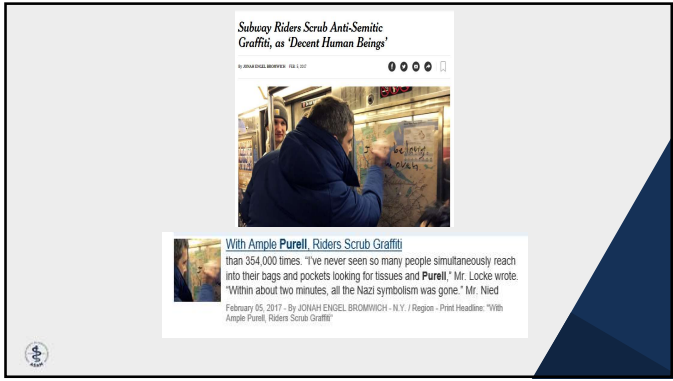 Subway Riders Scrub Anti-Semitic
Graffiti, as ‘Decent Human Beings’
By JONAH ENGEL BROMWICH FEB. 5, 2017
With Ample Purell, Riders Scrub Graffiti
than 354,000 times. “I’ve never seen so many people simultaneously reach
into their bags and pockets looking for tissues and Purell,” Mr. Locke wrote.
“Within about two minutes, all the Nazi symbolism was gone.” Mr. Nied
February 05, 2017 - By JONAH ENGEL BROMWICH - N.Y. / Region - Print Headline: "With
Ample Purell, Riders Scrub Graffiti"
ASAM